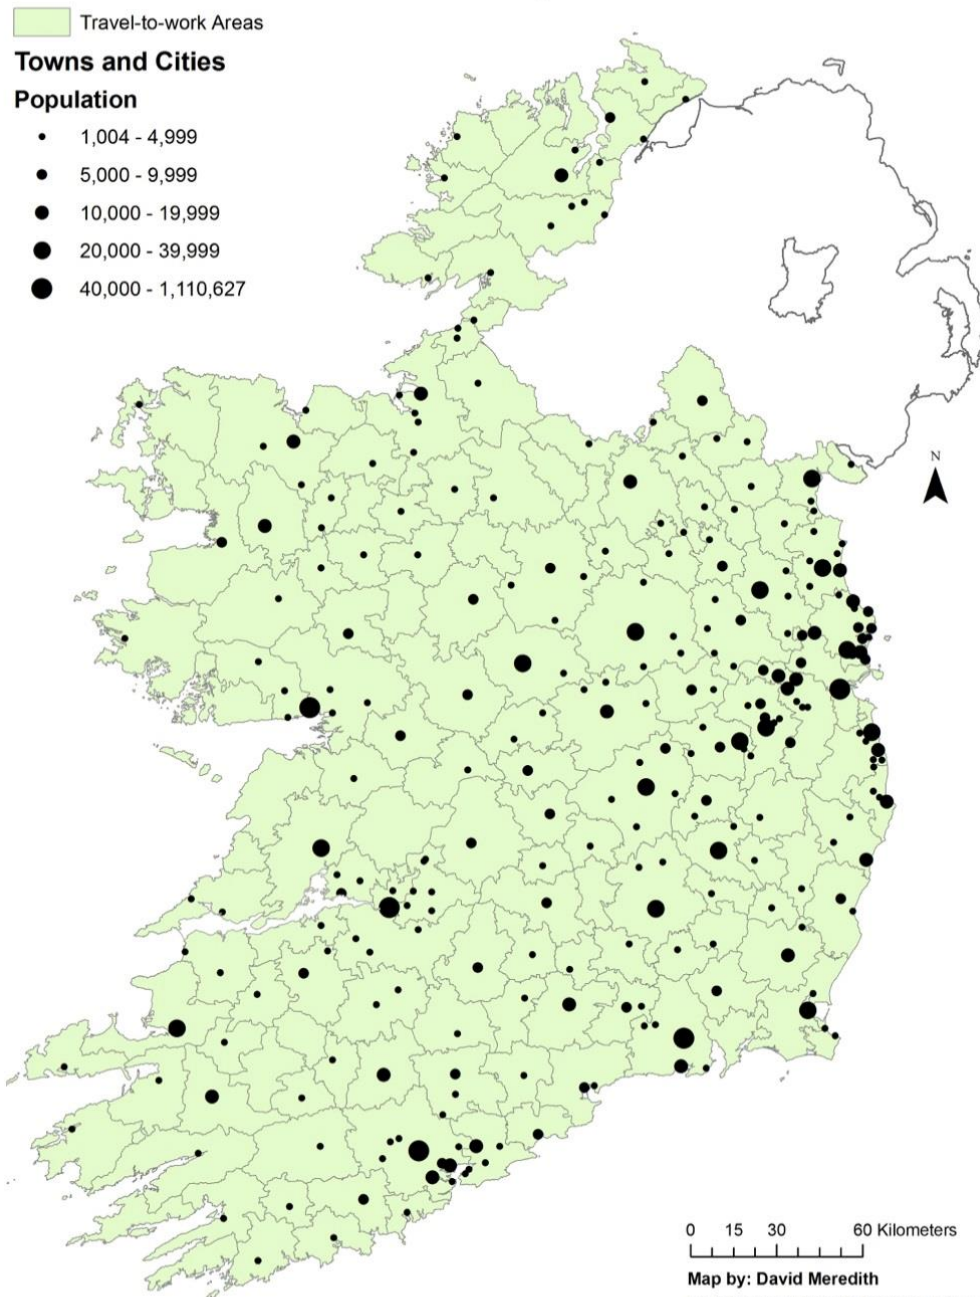 Travel-to-work Areas
Towns and Cities
Population
1,004 - 4,999
5,000 - 9,999
10,000 - 19,999
20,000 - 39,999
40,000 - 1,110,627
N
0 15 30 60 Kilometers
Map by: David Meredith